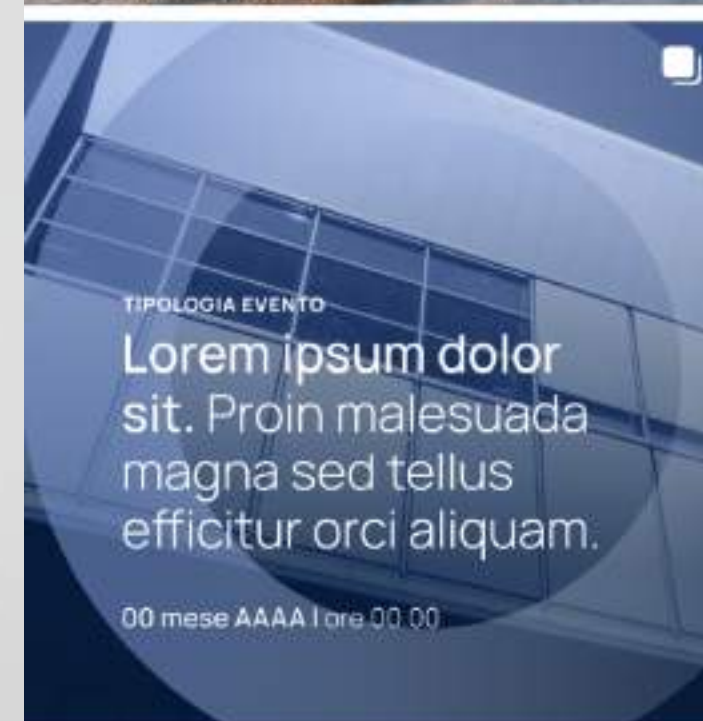 TIPOLOGIA EVENTO
Lorem ipsum dolor
sit. Proin malesuada
magna sed tellus
efficitur orci aliquam.
00 mese AAAA | ore 00 00